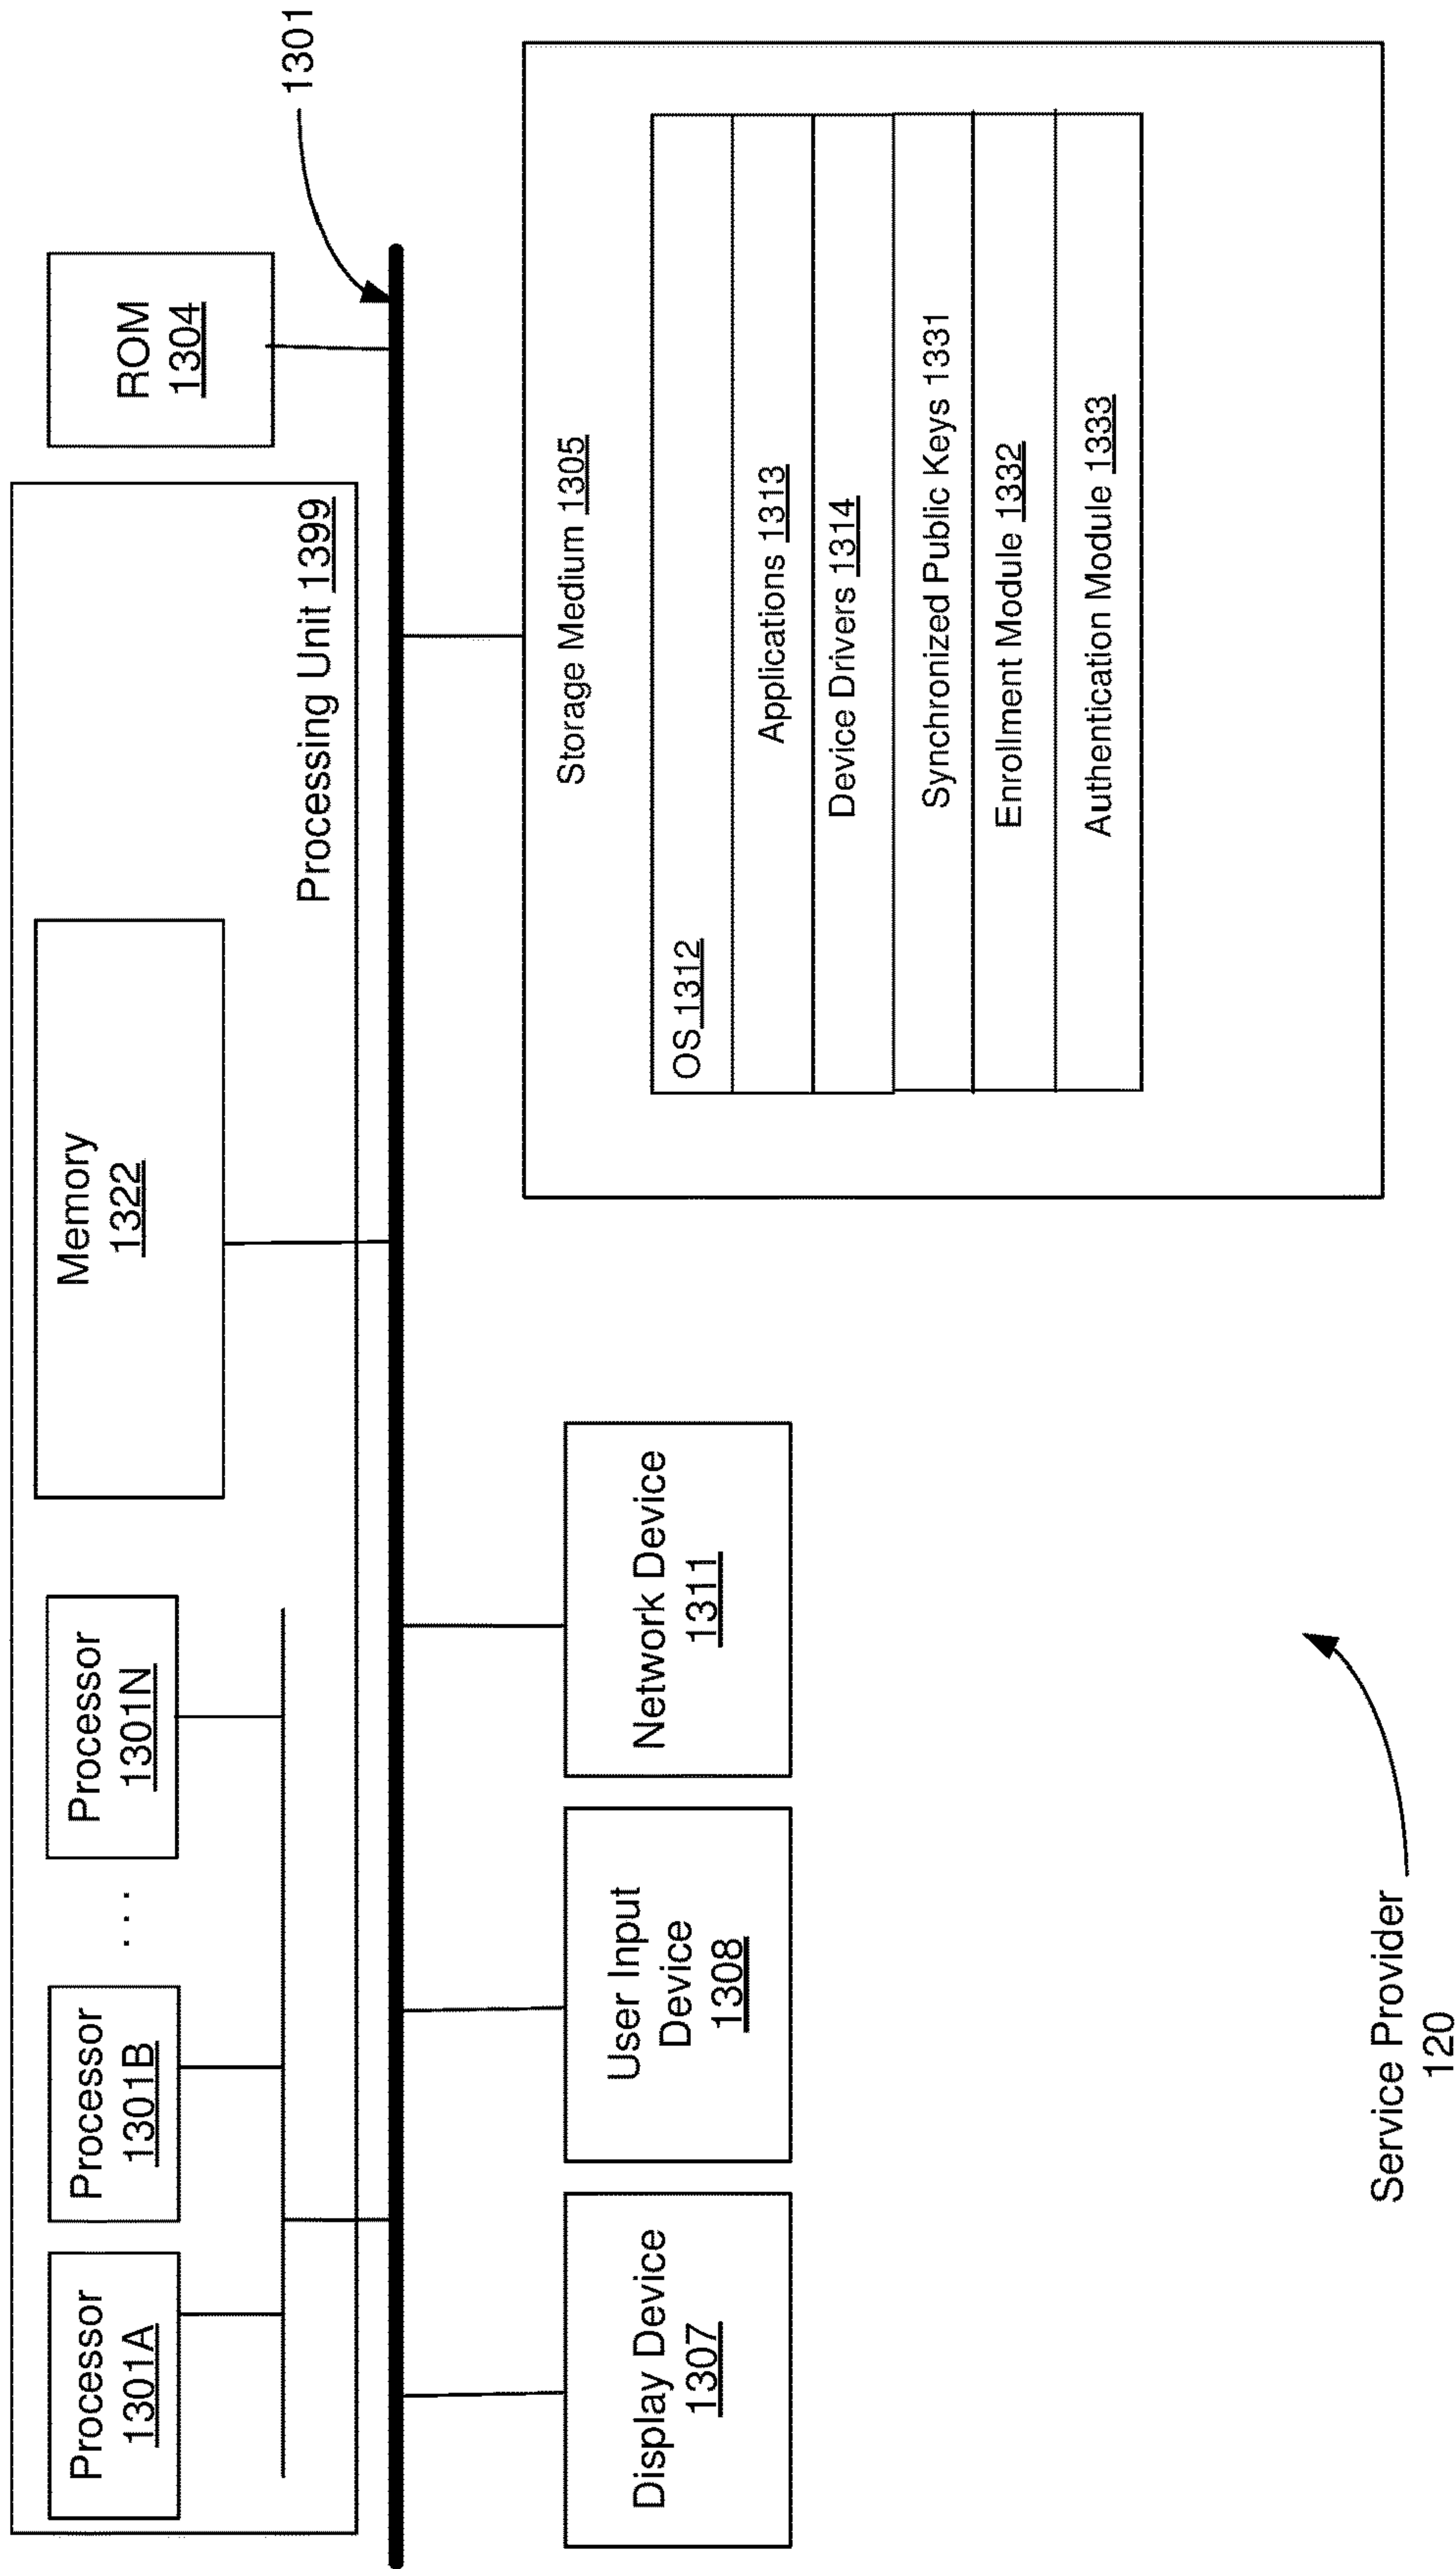 Processor
1301A
Processor
1301B
. . .
Processor
1301N
Memory
1322
Processing Unit 1399
ROM
1304
1301
Display Device
1307
User Input
Device
1308
Network Device
1311
Storage Medium 1305
OS 1312
Applications 1313
Device Drivers 1314
Synchronized Public Keys 1331
Enrollment Module 1332
Authentication Module 1333
Service Provider
120